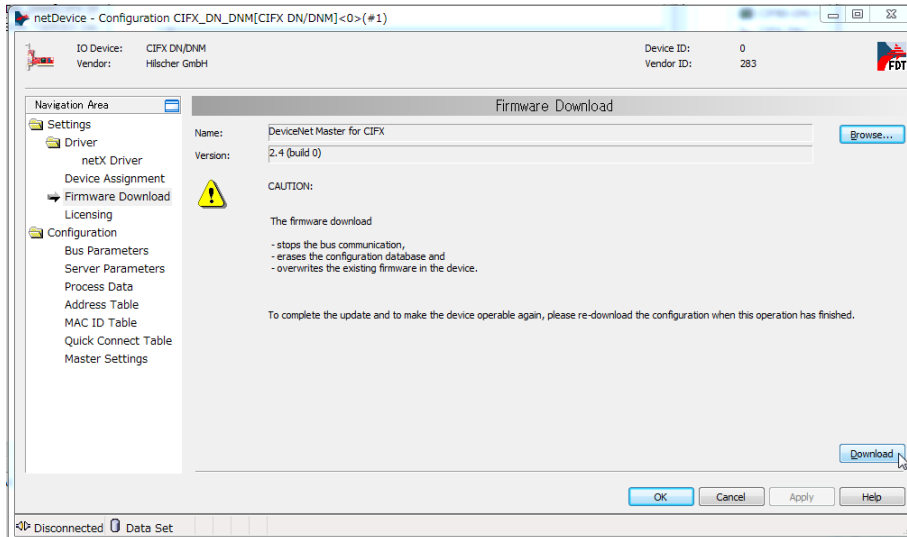 netDevice - Configuration CIFX_DN_DNM[CIFX DN/DNM]<0>(#1)
IO Device: CIFX DN/DNM Device ID: 0
Vendor: Hilscher GmbH Vendor ID: 283
FDT
Navigation Area
Firmware Download
Settings
Driver
netX Driver
Device Assignment
Firmware Download
Licensing
Configuration
Bus Parameters
Server Parameters
Process Data
Address Table
MAC ID Table
Quick Connect Table
Master Settings
Name: DeviceNet Master for CIFX Browse...
Version: 2.4 (build 0)
CAUTION:
The firmware download
- stops the bus communication,
- erases the configuration database and
- overwrites the existing firmware in the device.
To complete the update and to make the device operable again, please re-download the configuration when this operation has finished.
Download
OK Cancel Apply Help
Disconnected Data Set